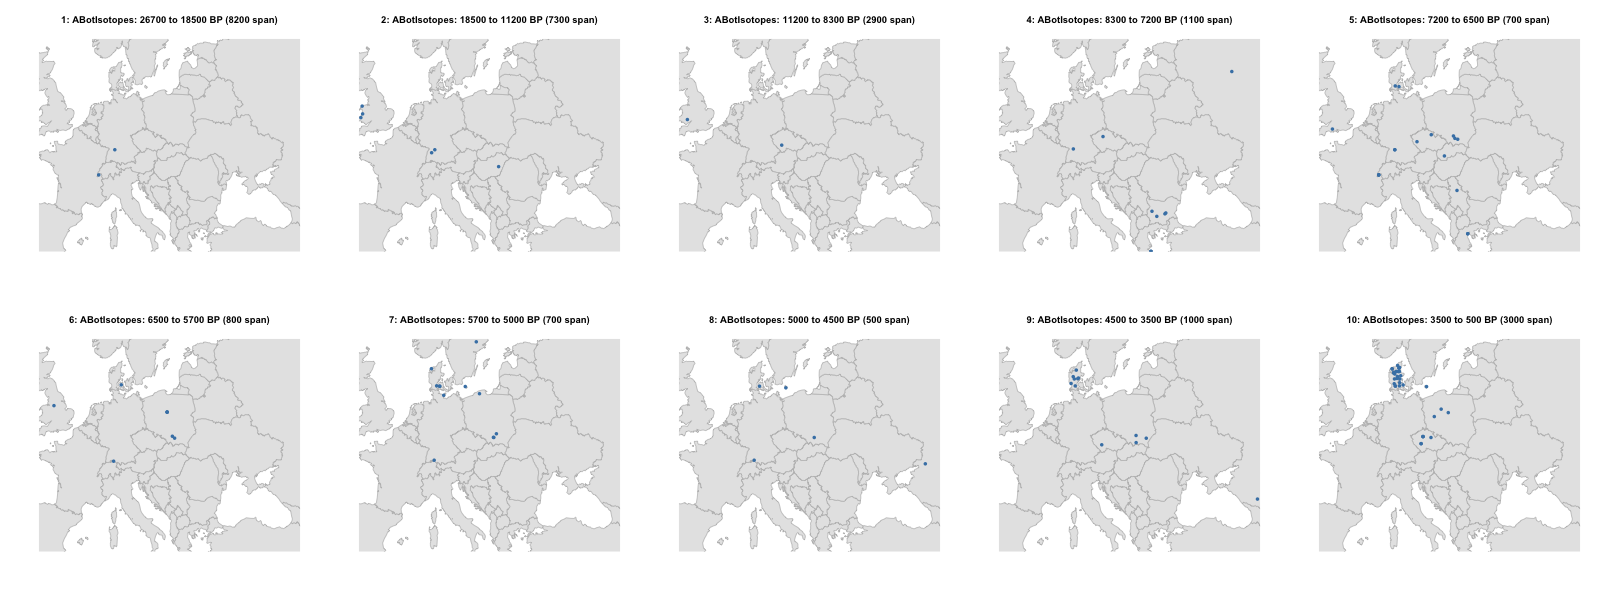 1: ABotIsotopes: 26700 to 18500 BP (8200 span)
2: ABotIsotopes: 18500 to 11200 BP (7300 span)
3: ABotIsotopes: 11200 to 8300 BP (2900 span)
4: ABotIsotopes: 8300 to 7200 BP (1100 span)
5: ABotIsotopes: 7200 to 6500 BP (700 span)
6: ABotIsotopes: 6500 to 5700 BP (800 span)
7: ABotIsotopes: 5700 to 5000 BP (700 span)
8: ABotIsotopes: 5000 to 4500 BP (500 span)
9: ABotIsotopes: 4500 to 3500 BP (1000 span)
10: ABotIsotopes: 3500 to 500 BP (3000 span)